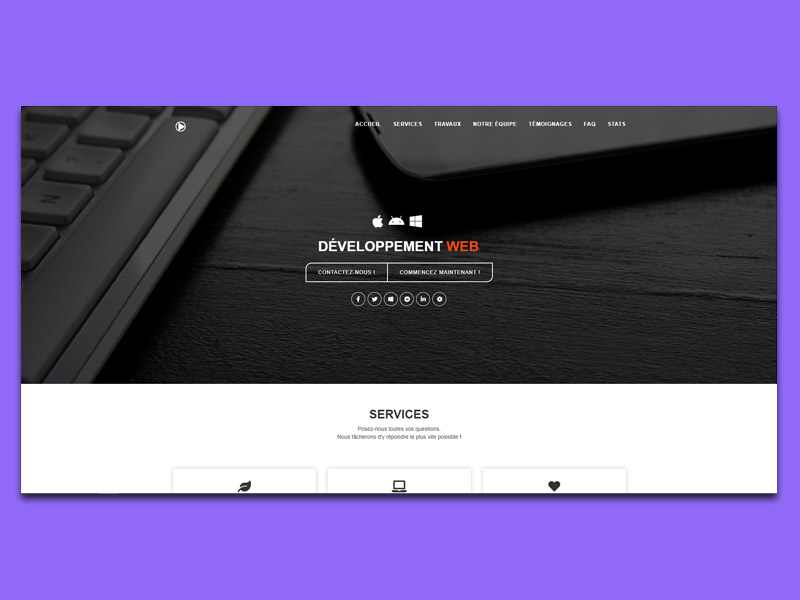 ACCUEIL SERVICES TRAVAUX NOTRE ÉQUIPE TÉMOIGNAGES FAQ STATS
DÉVELOPPEMENT WEB
CONTACTEZ-NOUS ! COMMENCEZ MAINTENANT !
SERVICES
Posez-nous toutes vos questions.
Nous tâcherons d'y répondre le plus vite possible !